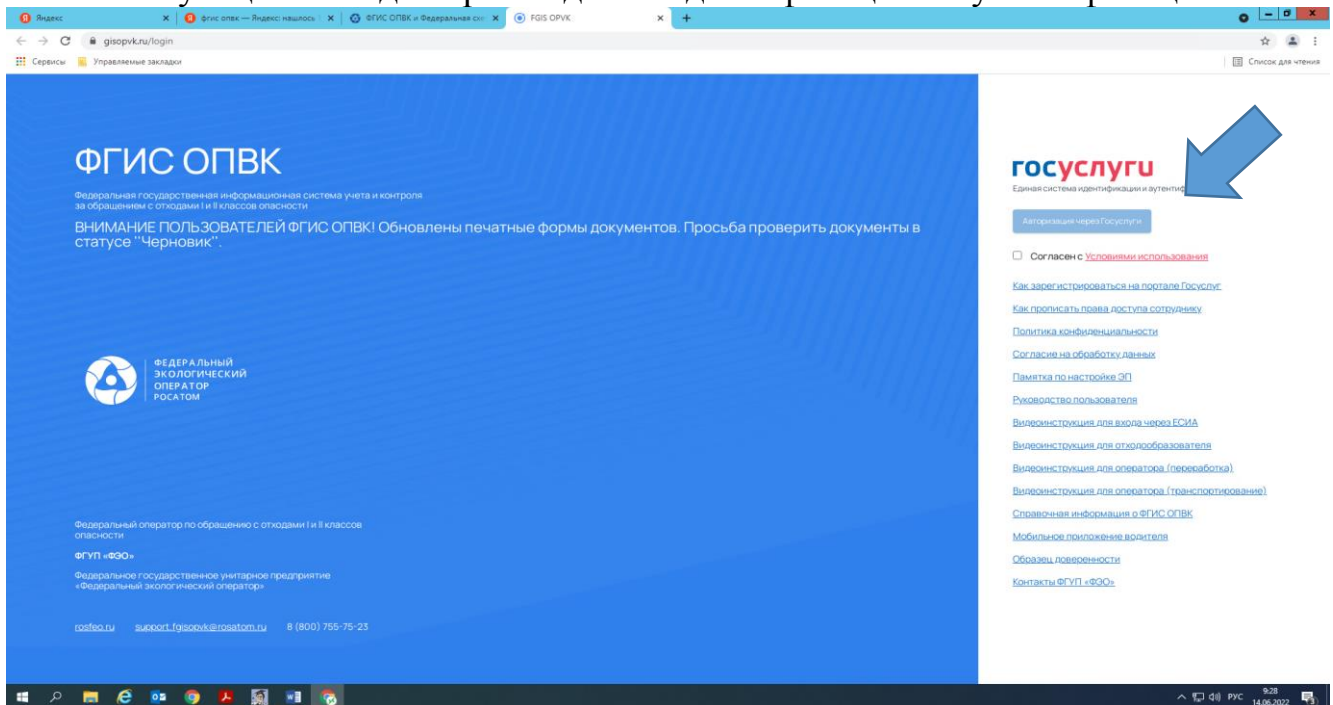 Яндекс
фгис опвк — Яндекс: нашлось
ФГИС ОПВК и Федеральная схе
FGIS OPVK
gisopvk.ru/login
Сервисы
Управляемые закладки
Список для чтения
ФГИС ОПВК
Федеральная государственная информационная система учета и контроля
за обращением с отходами I и II классов опасности
ВНИМАНИЕ ПОЛЬЗОВАТЕЛЕЙ ФГИС ОПВК! Обновлены печатные формы документов. Просьба проверить документы в
статусе "Черновик".
ФЕДЕРАЛЬНЫЙ
ЭКОЛОГИЧЕСКИЙ
ОПЕРАТОР
РОСАТОМ
Федеральный оператор по обращению с отходами I и II классов
опасности
ФГУП «ФЭО»
Федеральное государственное унитарное предприятие
«Федеральный экологический оператор»
rosfeo.ru support.fgisopvk@rosatom.ru 8 (800) 755-75-23
госуслуги
Единая система идентификации и
Авторизация через Госуслуги
Согласен с Условиями использования
Как зарегистрироваться на портале Госуслуг
Как прописать права доступа сотруднику
Политика конфиденциальности
Согласие на обработку данных
Памятка по настройке ЭП
Руководство пользователя
Видеоинструкция для входа через ЕСИА
Видеоинструкция для отходообразователя
Видеоинструкция для оператора (переработка)
Видеоинструкция для оператора (транспортирование)
Справочная информация о ФГИС ОПВК
Мобильное приложение водителя
Образец доверенности
Контакты ФГУП «ФЭО»
РУС
9:28
14.06.2022